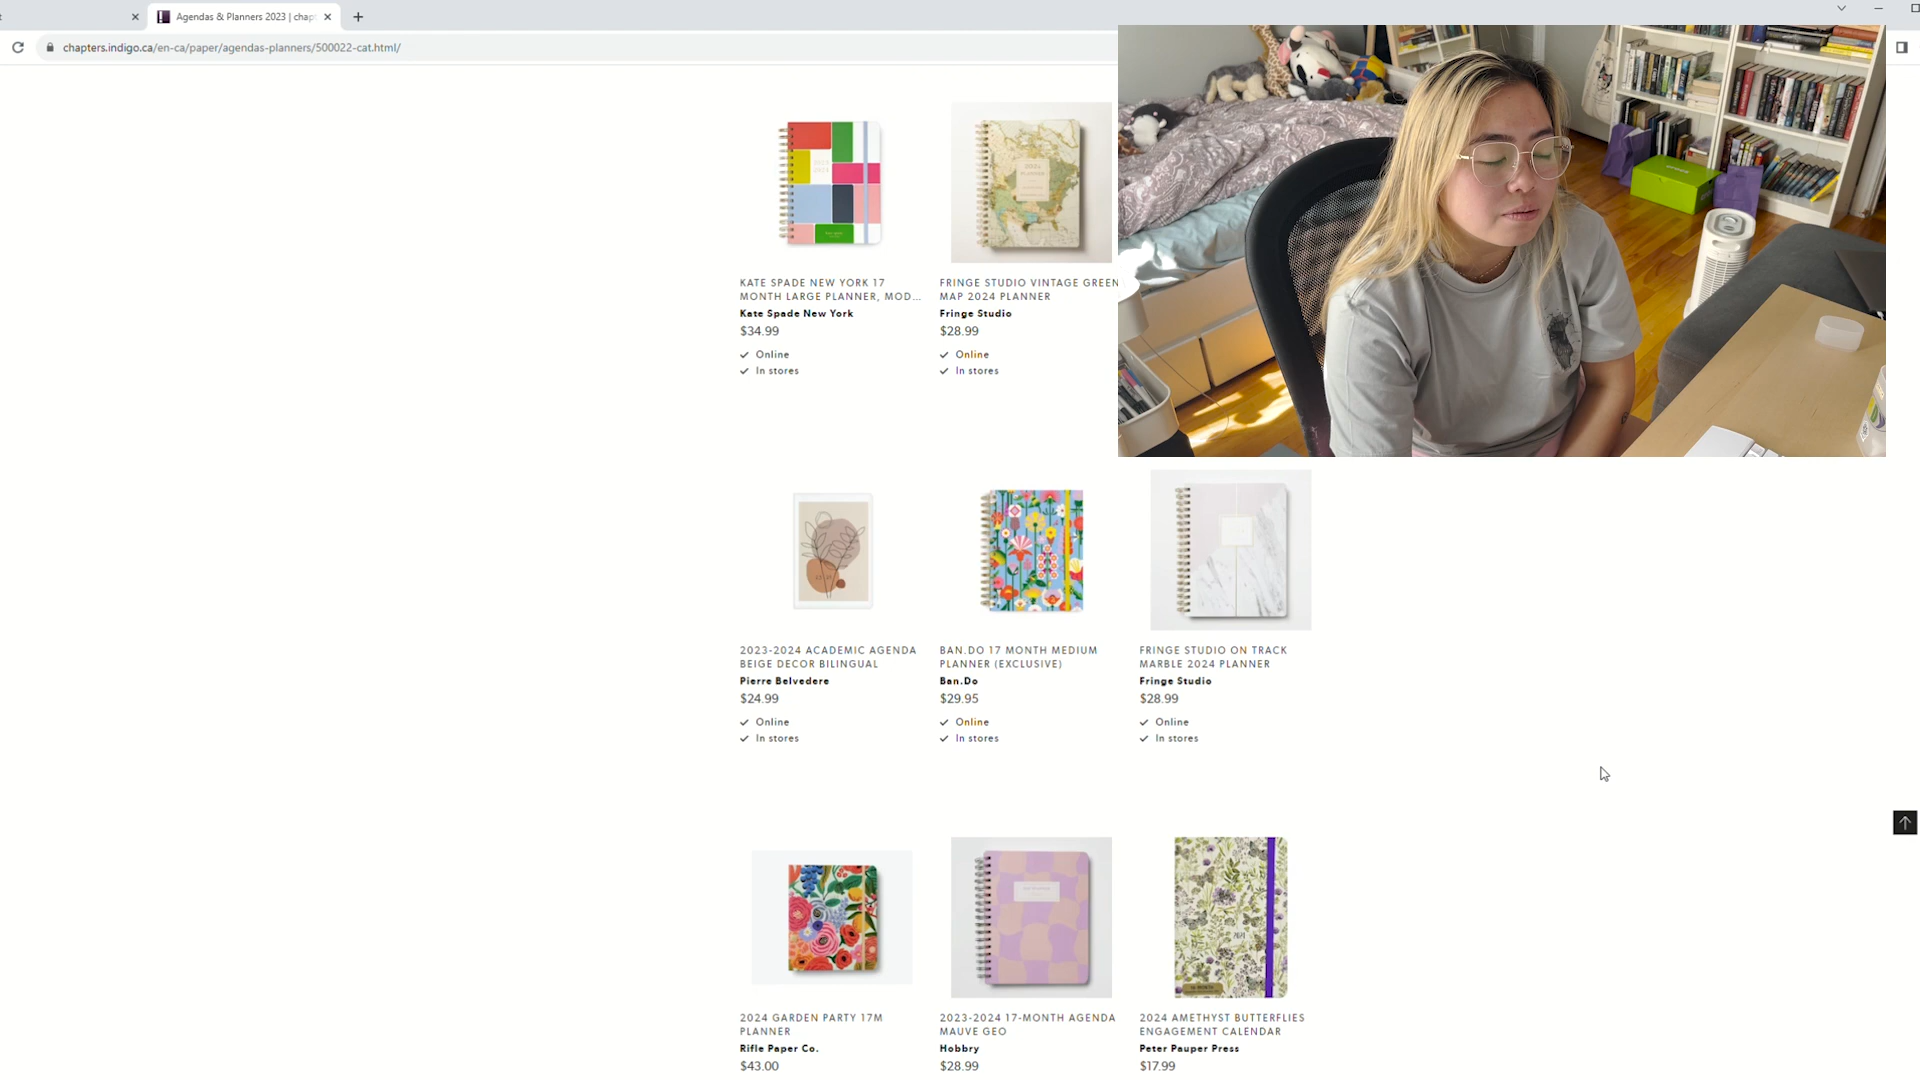 Agendas & Planners 2023 | chap
chapters.indigo.ca/en-ca/paper/agendas-planners/500022-cat.html/
KATE SPADE NEW YORK 17
MONTH LARGE PLANNER, MOD...
Kate Spade New York
$34.99
Online
In stores
FRINGE STUDIO VINTAGE GREEN
MAP 2024 PLANNER
Fringe Studio
$28.99
Online
In stores
2023-2024 ACADEMIC AGENDA
BEIGE DECOR BILINGUAL
Pierre Belvedere
$24.99
Online
In stores
BAN.DO 17 MONTH MEDIUM
PLANNER (EXCLUSIVE)
Ban.Do
$29.95
Online
In stores
FRINGE STUDIO ON TRACK
MARBLE 2024 PLANNER
Fringe Studio
$28.99
Online
In stores
2024 GARDEN PARTY 17M
PLANNER
Rifle Paper Co.
$43.00
2023-2024 17-MONTH AGENDA
MAUVE GEO
Hobbry
$28.99
2024 AMETHYST BUTTERFLIES
ENGAGEMENT CALENDAR
Peter Pauper Press
$17.99